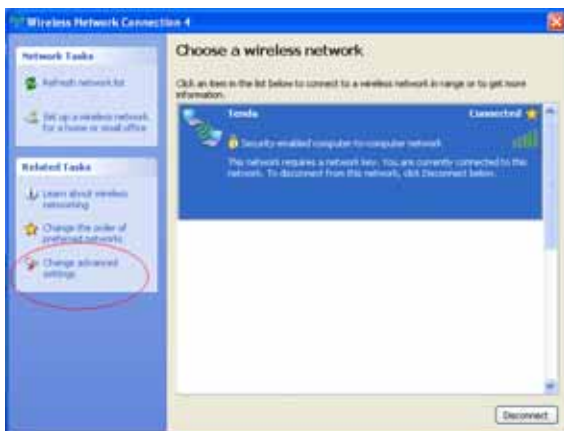 Wireless Network Connection 4
Network Tasks
Refresh network list
Set up a wireless network
for a home or small office
Related Tasks
Learn about wireless
networking
Change the order of
preferred networks
Change advanced
settings
Choose a wireless network
Click an item in the list below to connect to a wireless network in range or to get more
information.
Tenda
Connected
Security-enabled computer-to-computer network
This network requires a network key. You are currently connected to this
network. To disconnect from this network, click Disconnect below.
Disconnect